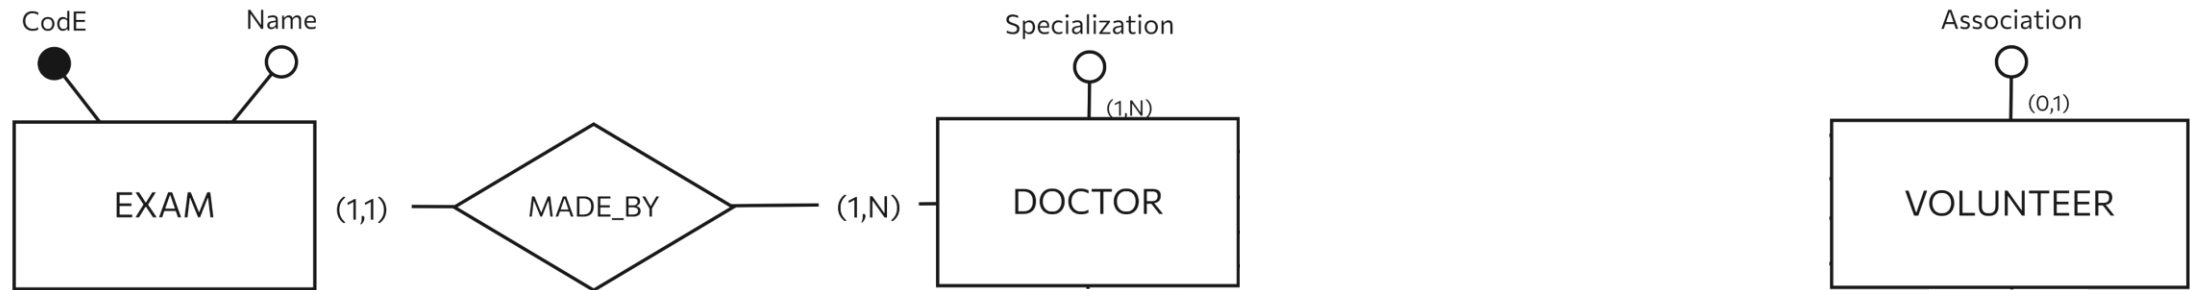 CodE
Name
Specialization
Association
(1,N)
(0,1)
EXAM
(1,1)
MADE_BY
(1,N)
DOCTOR
VOLUNTEER